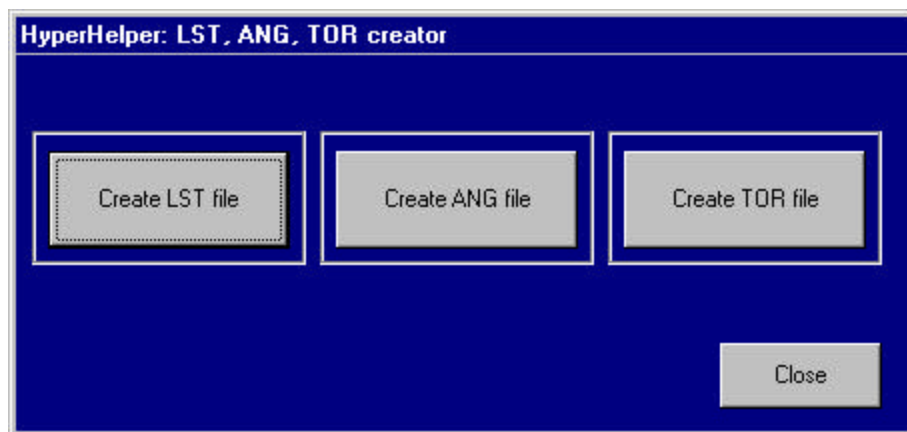 HyperHelper: LST, ANG, TOR creator
Create LST file
Create ANG file
Create TOR file
Close